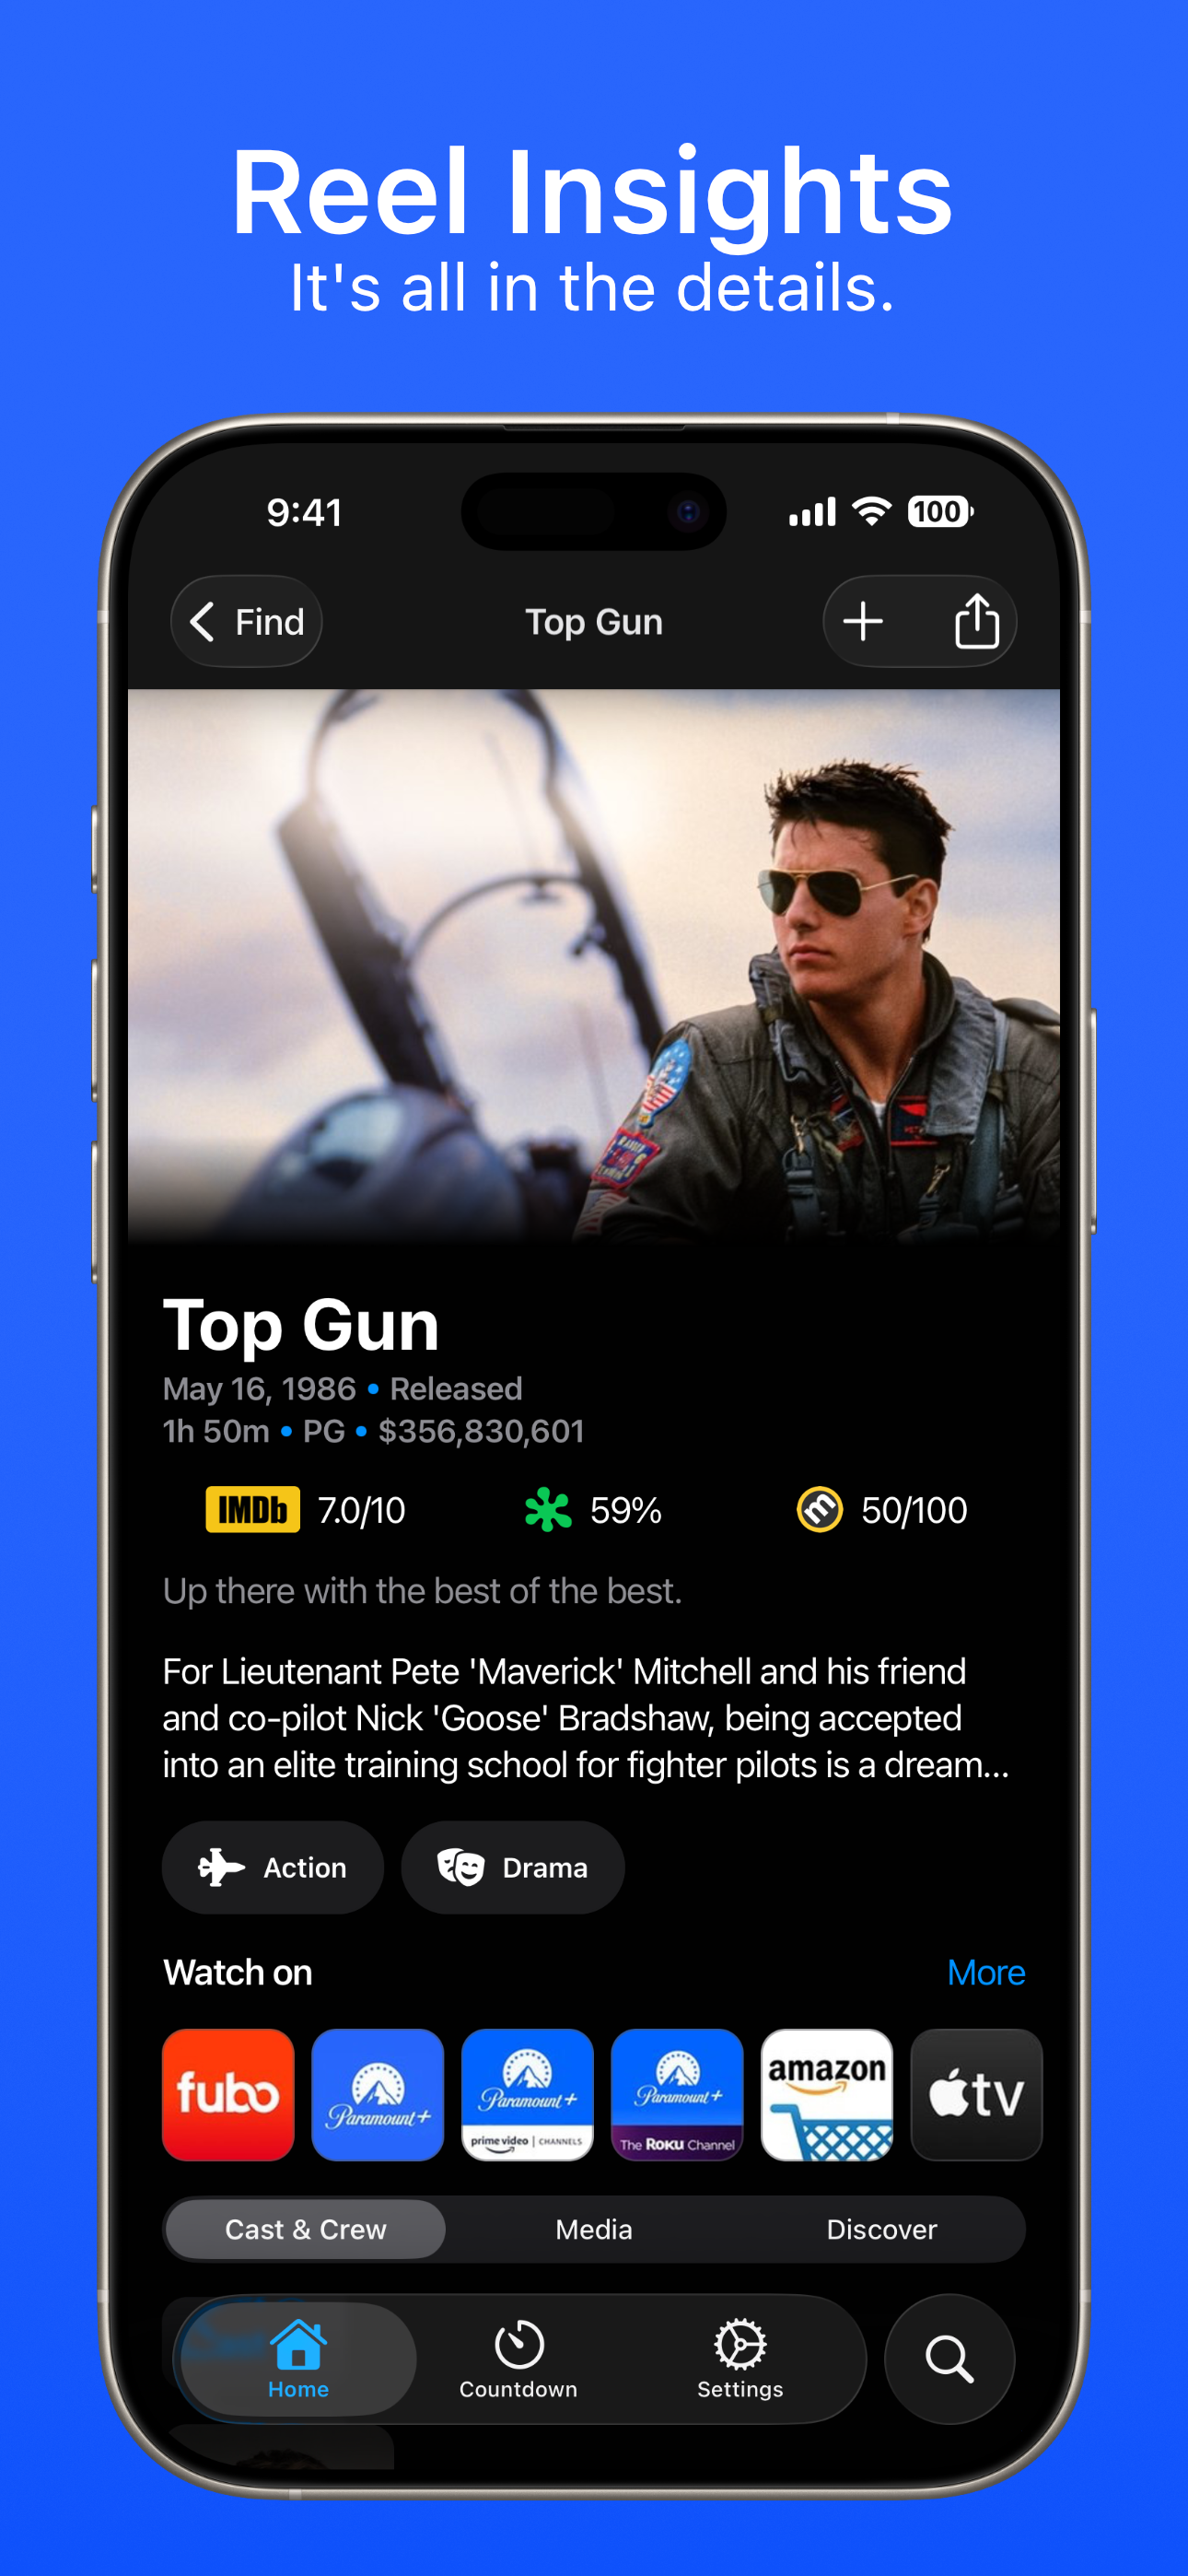 Reel Insights
It's all in the details.
9:41
100
Find
Top Gun
Top Gun
May 16, 1986 • Released
1h 50m • PG • $356,830,601
IMDb 7.0/10
59%
m 50/100
Up there with the best of the best.
For Lieutenant Pete 'Maverick' Mitchell and his friend
and co-pilot Nick 'Goose' Bradshaw, being accepted
into an elite training school for fighter pilots is a dream...
Action
Drama
Watch on
More
fubo
Paramount+
Paramount+
prime video | CHANNELS
Paramount+
The Roku Channel
amazon
tv
Cast & Crew
Media
Discover
Home
Countdown
Settings